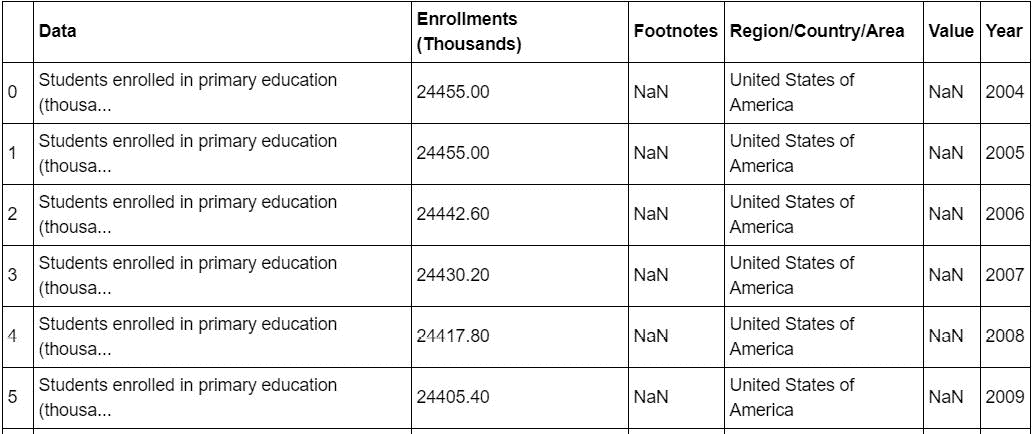 Data Enrollments (Thousands) Footnotes Region/Country/Area Value Year
0 Students enrolled in primary education (thousa... 24455.00 NaN United States of America NaN 2004
1 Students enrolled in primary education (thousa... 24455.00 NaN United States of America NaN 2005
2 Students enrolled in primary education (thousa... 24442.60 NaN United States of America NaN 2006
3 Students enrolled in primary education (thousa... 24430.20 NaN United States of America NaN 2007
4 Students enrolled in primary education (thousa... 24417.80 NaN United States of America NaN 2008
5 Students enrolled in primary education (thousa... 24405.40 NaN United States of America NaN 2009